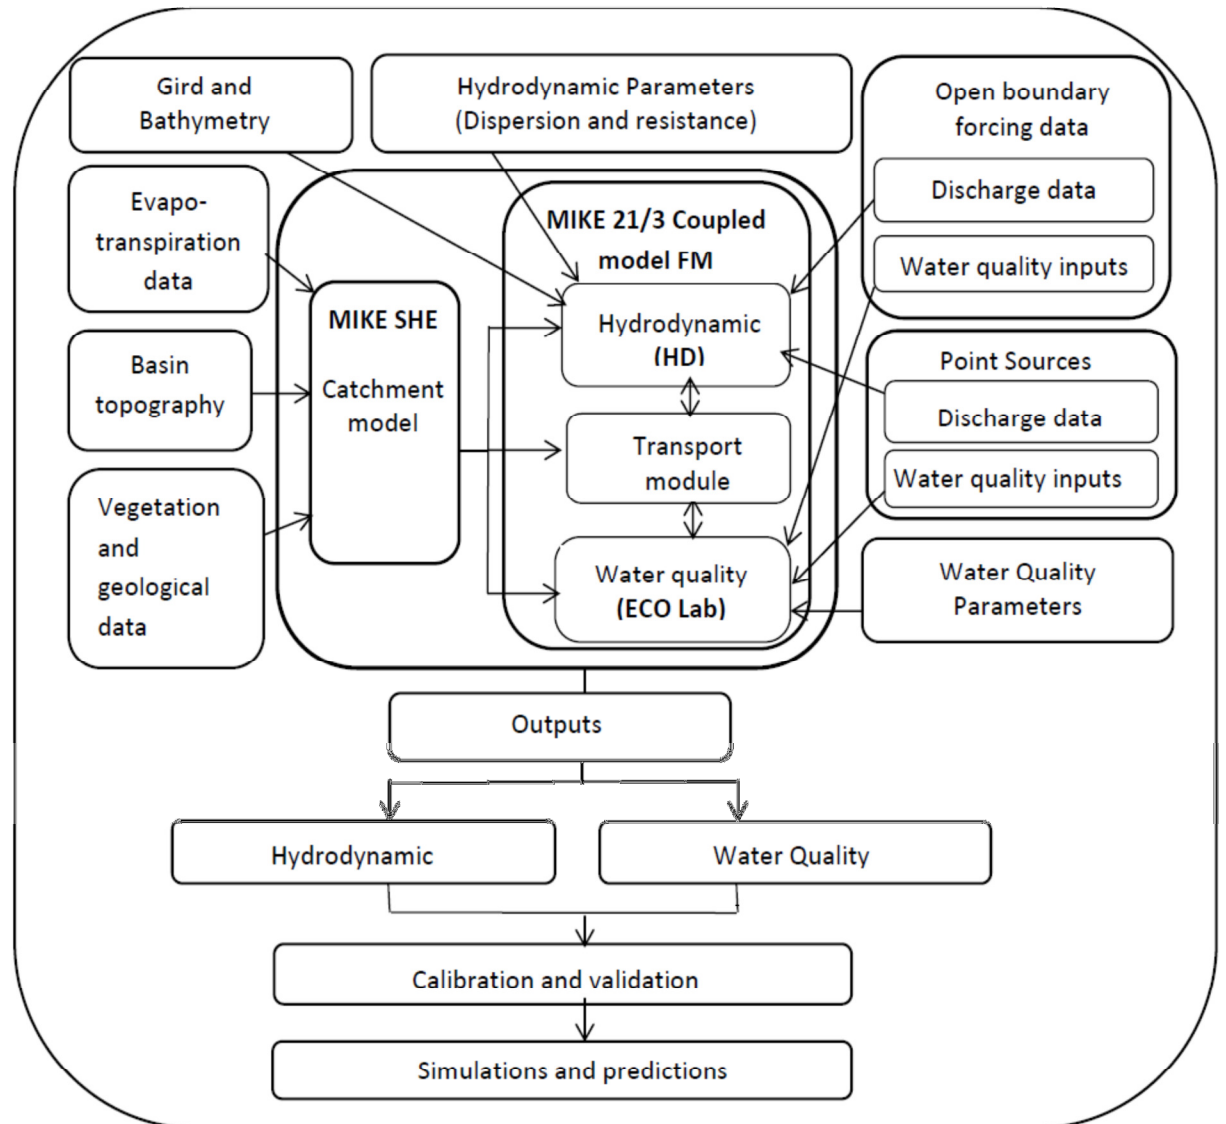 Gird and
Bathymetry
Hydrodynamic Parameters
(Dispersion and resistance)
Open boundary
forcing data
Discharge data
Water quality inputs
Evapo-
transpiration
data
Basin
topography
Vegetation
and
geological
data
MIKE SHE
Catchment
model
MIKE 21/3 Coupled
model FM
Hydrodynamic
(HD)
Transport
module
Water quality
(ECO Lab)
Point Sources
Discharge data
Water quality inputs
Water Quality
Parameters
Outputs
Hydrodynamic
Water Quality
Calibration and validation
Simulations and predictions